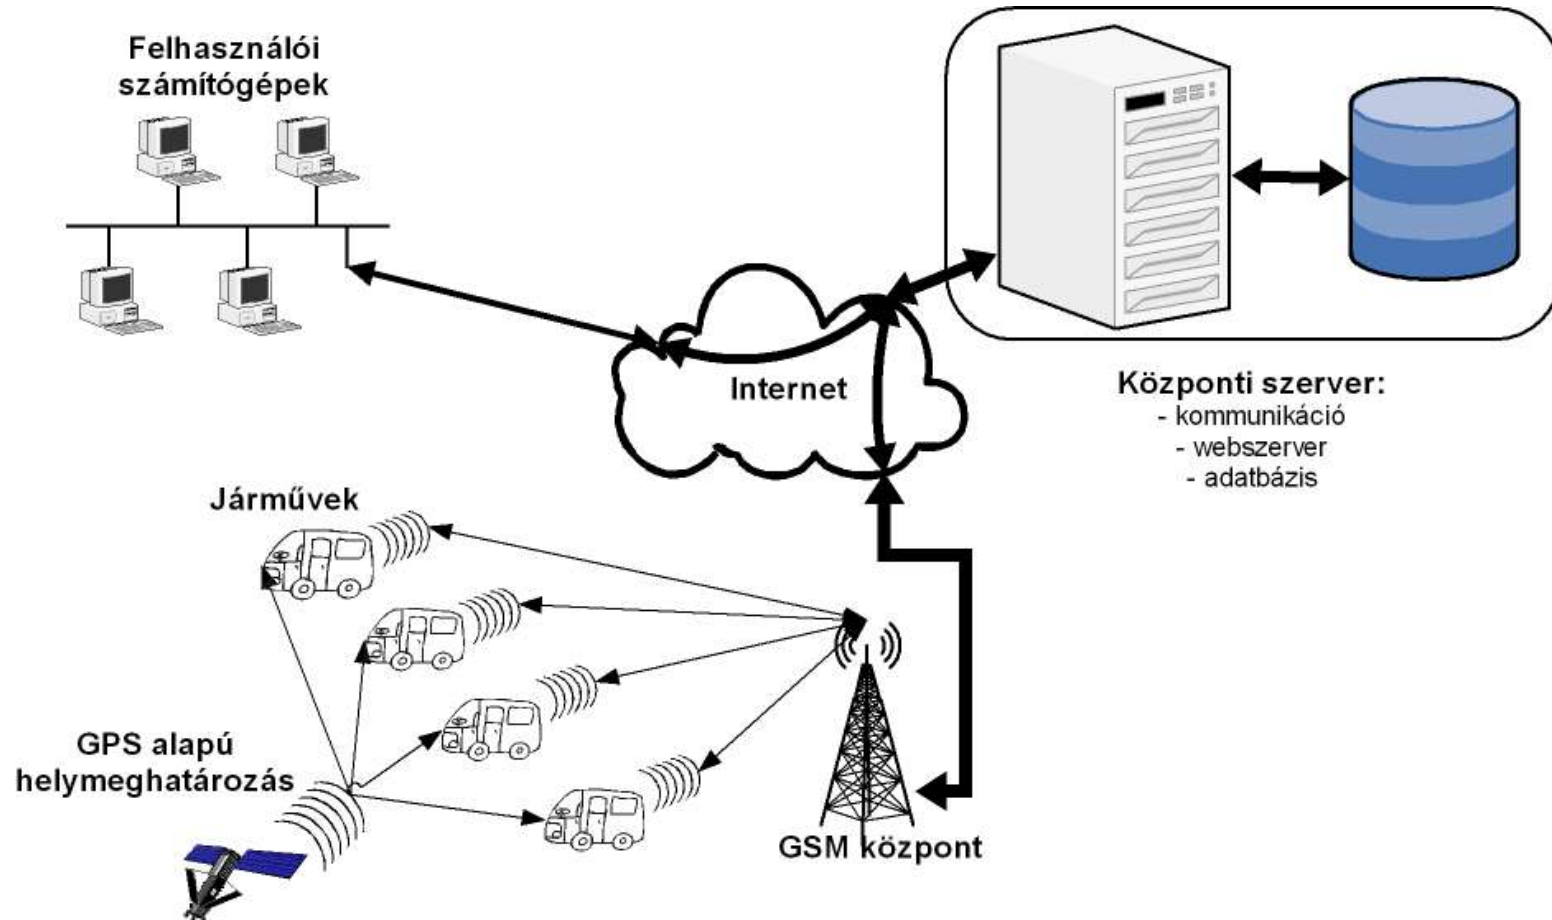 Felhasználói
számítógépek
Internet
Központi szerver:
- kommunikáció
- webszerver
- adatbázis
Járművek
GPS alapú
helymeghatározás
GSM központ